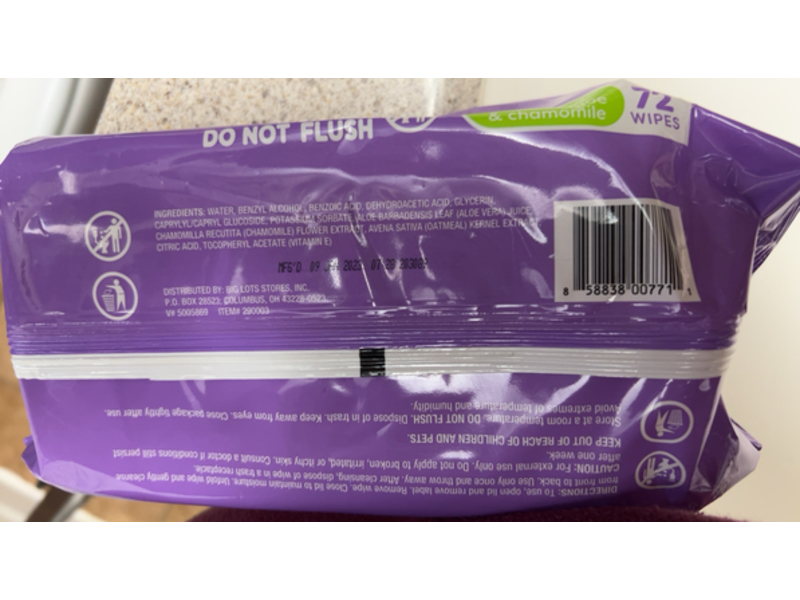 72
WIPES
& chamomile
DO NOT FLUSH
INGREDIENTS: WATER, BENZYL ALCOHOL, BENZOIC ACID, DEHYDROACETIC ACID, GLYCERIN,
CAPRYLYL/CAPRYL GLUCOSIDE, POTASSIUM SORBATE, ALOE BARBADENSIS LEAF (ALOE VERA) JUICE,
CHAMOMILLA RECUTITA (CHAMOMILE) FLOWER EXTRACT, AVENA SATIVA (OATMEAL) KERNEL EXTRACT,
CITRIC ACID, TOCOPHERYL ACETATE (VITAMIN E)
MFG'D 09
DISTRIBUTED BY: BIG LOTS STORES, INC.
P.O. BOX 28523, COLUMBUS, OH 43228-0523
V# 5005869 ITEM# 290003
8 58838 00771 1
DIRECTIONS: To use, open lid and remove label. Remove wipe. Close lid to maintain moisture. Unfold wipe and gently cleanse
from front to back. Use only once and throw away. After cleansing, dispose of wipe in a trash receptacle.
CAUTION: For external use only. Do not apply to broken, irritated, or itchy skin. Consult a doctor if conditions still persist
after one week.
KEEP OUT OF REACH OF CHILDREN AND PETS.
Store at a room temperature. DO NOT FLUSH. Dispose of in trash. Keep away from eyes. Close package tightly after use.
Avoid extremes of temperature and humidity.